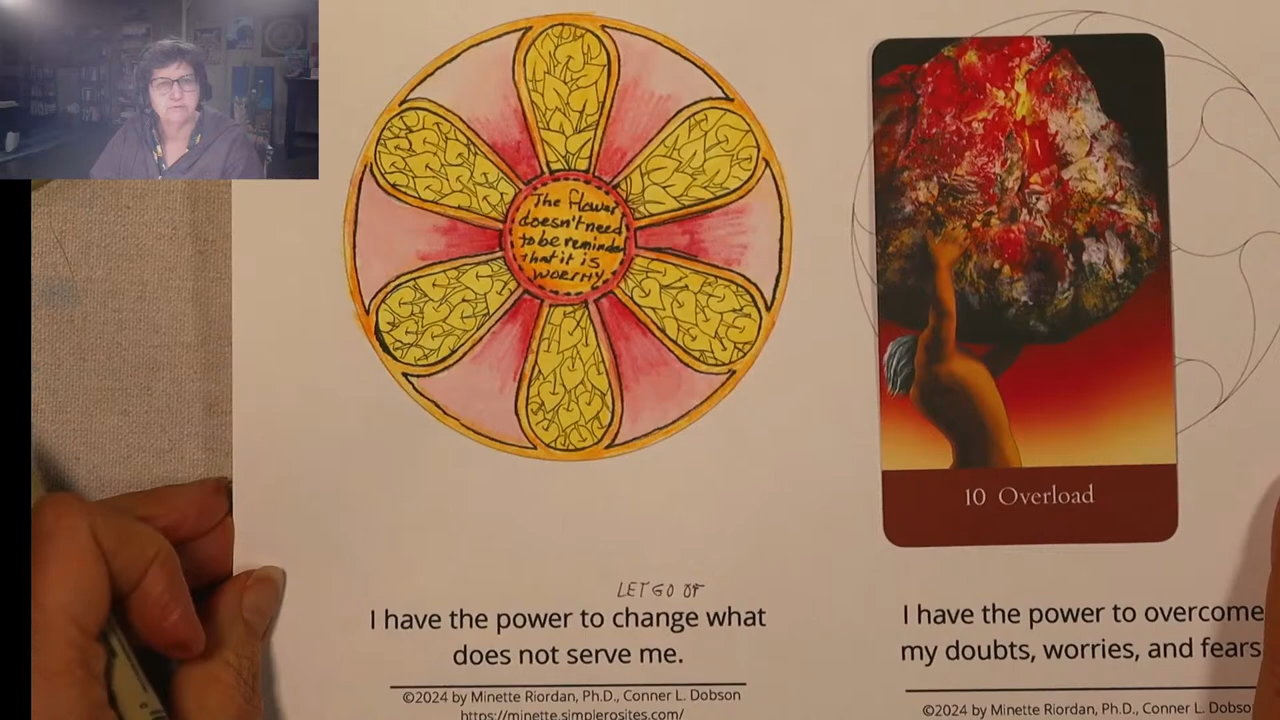 The flower
doesn't need
to be reminded
that it is
WORTHY
LET GO OF
I have the power to change what
does not serve me.
©2024 by Minette Riordan, Ph.D., Conner L. Dobson
https://minette.simplerosites.com/
10 Overload
I have the power to overcome
my doubts, worries, and fears
©2024 by Minette Riordan, Ph.D., Conner L. Dobso